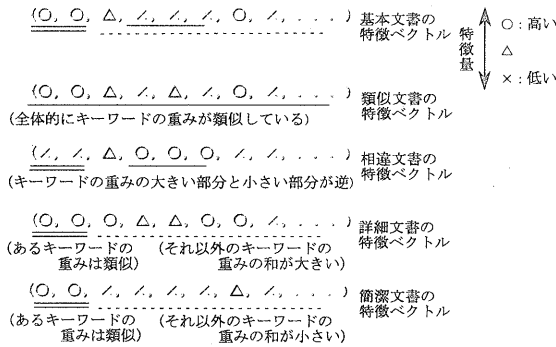 (○, ○, △, ×, ×, ×, ○, ×, . . . ) 基本文書の
特徴ベクトル
特徴量
○:高い
△
×:低い
(○, ○, △, ×, △, ×, ○, ×, . . . ) 類似文書の
特徴ベクトル
(全体的にキーワードの重みが類似している)
(×, ×, △, ○, ○, ○, ×, ×, . . . ) 相違文書の
特徴ベクトル
(キーワードの重みの大きい部分と小さい部分が逆)
(○, ○, ○, △, △, ○, ○, ×, . . . ) 詳細文書の
特徴ベクトル
(あるキーワードの (それ以外のキーワードの
重みは類似) 重みの和が大きい)
(○, ○, ×, ×, ×, ×, △, ×, . . . ) 簡潔文書の
特徴ベクトル
(あるキーワードの (それ以外のキーワードの
重みは類似) 重みの和が小さい)